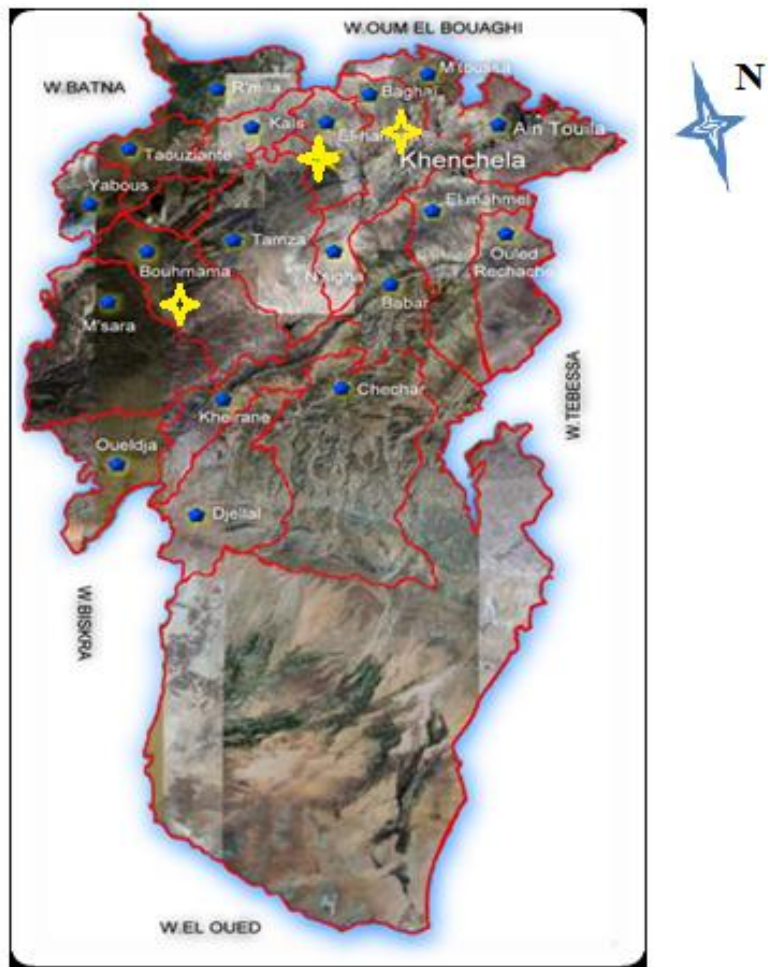 W.OUM EL BOUAGHI
N
W.BATNA
M'toussa
R'mila
Baghai
Kais
Ain Touila
Taouziante
Khenchela
Yabous
El mahmel
Tamza
Ouled
Rechache
N'sigha
Bouhmama
Babar
M'sara
W.TEBESSA
Chechar
Kheirane
Oueldja
Djellal
W.BISKRA
W.EL OUED